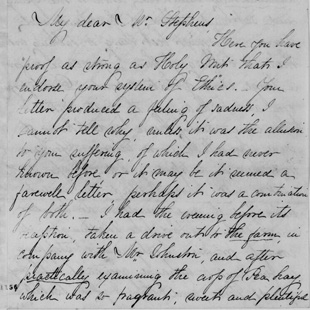 My dear Mr. Stephens
Here you have
proof as strong as Holy Writ that I
endorse your system of Ethics. - Your
letter produced a feeling of sadness I
cannot tell why unless it was the allusion
to your suffering, of which I had never
known before or it may be it seemed a
farewell letter perhaps it was a combination
of both. - I had the evening before its
reception, taken a drive out to the farm, in
company with Mr Johnston, and after
practically examining the crop of Pea hay
which was so fragrant, sweet and plentiful